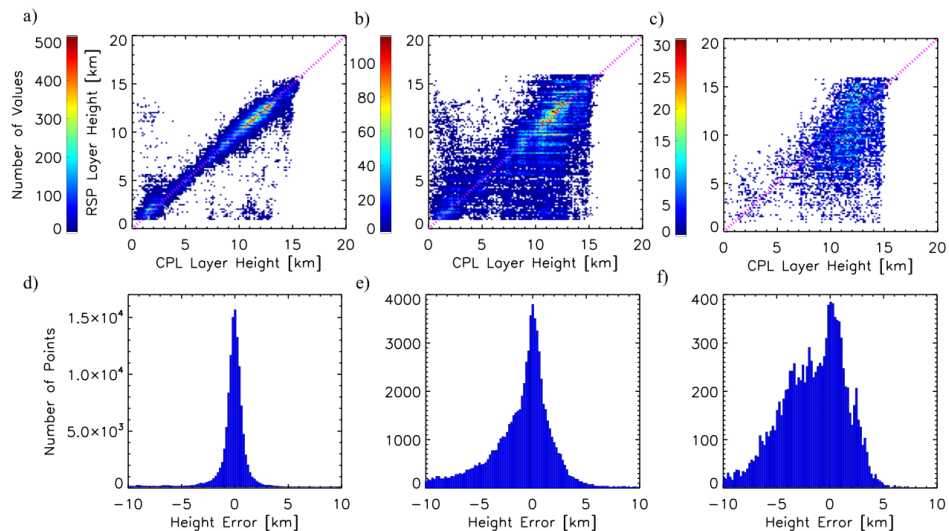 a)
b)
c)
500
400
300
200
100
0
Number of Values
20
15
10
5
0
RSP Layer Height [km]
0 5 10 15 20
CPL Layer Height [km]
100
80
60
40
20
0
20
15
10
5
0
0 5 10 15 20
CPL Layer Height [km]
30
25
20
15
10
5
0
20
15
10
5
0
0 5 10 15 20
CPL Layer Height [km]
d)
e)
f)
1.5×10⁴
1.0×10⁴
5.0×10³
0
Number of Points
-10 -5 0 5 10
Height Error [km]
4000
3000
2000
1000
0
-10 -5 0 5 10
Height Error [km]
400
300
200
100
0
-10 -5 0 5 10
Height Error [km]